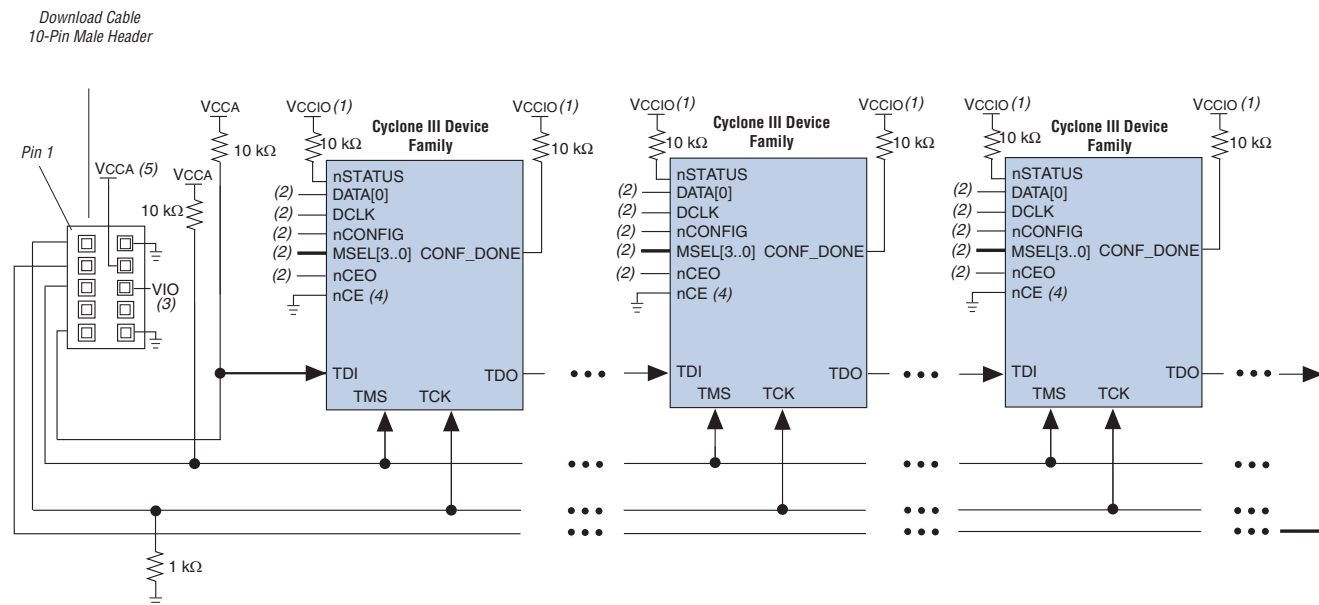 Download Cable
10-Pin Male Header
Pin 1
VCCA (5)
VCCA
10 kΩ
VCCA
10 kΩ
VIO
(3)
1 kΩ
VCCIO (1)
10 kΩ
Cyclone III Device
Family
VCCIO (1)
10 kΩ
nSTATUS
(2) DATA[0]
(2) DCLK
(2) nCONFIG
(2) MSEL[3..0] CONF_DONE
(2) nCEO
nCE (4)
TDI TDO
TMS TCK
VCCIO (1)
10 kΩ
Cyclone III Device
Family
VCCIO (1)
10 kΩ
nSTATUS
(2) DATA[0]
(2) DCLK
(2) nCONFIG
(2) MSEL[3..0] CONF_DONE
(2) nCEO
nCE (4)
TDI TDO
TMS TCK
VCCIO (1)
10 kΩ
Cyclone III Device
Family
VCCIO (1)
10 kΩ
nSTATUS
(2) DATA[0]
(2) DCLK
(2) nCONFIG
(2) MSEL[3..0] CONF_DONE
(2) nCEO
nCE (4)
TDI TDO
TMS TCK